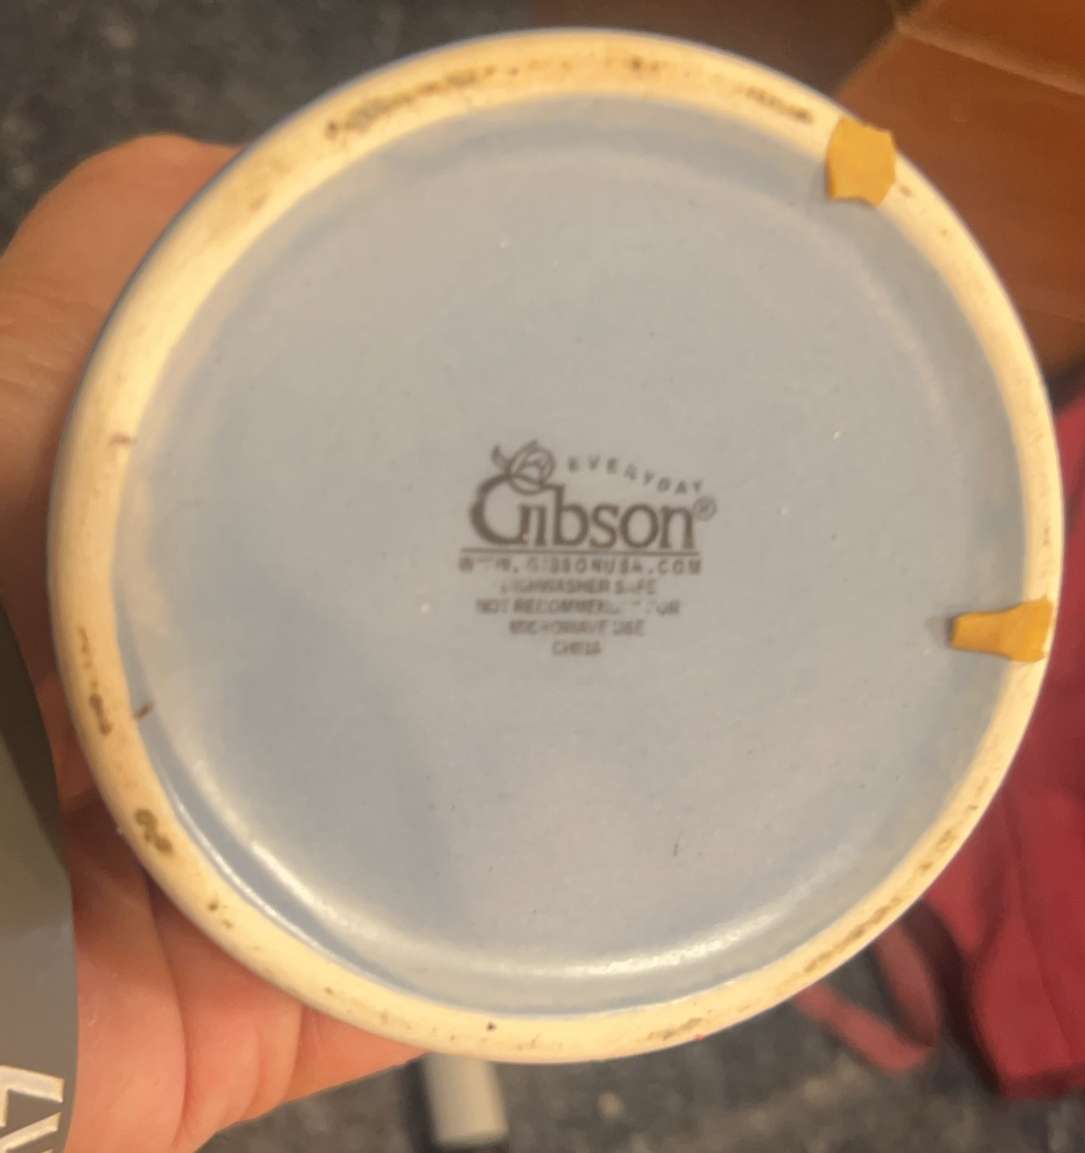 EVERYDAY
Gibson®
WWW.GIBSONUSA.COM
DISHWASHER SAFE
NOT RECOMMENDED FOR
MICROWAVE USE
CHINA